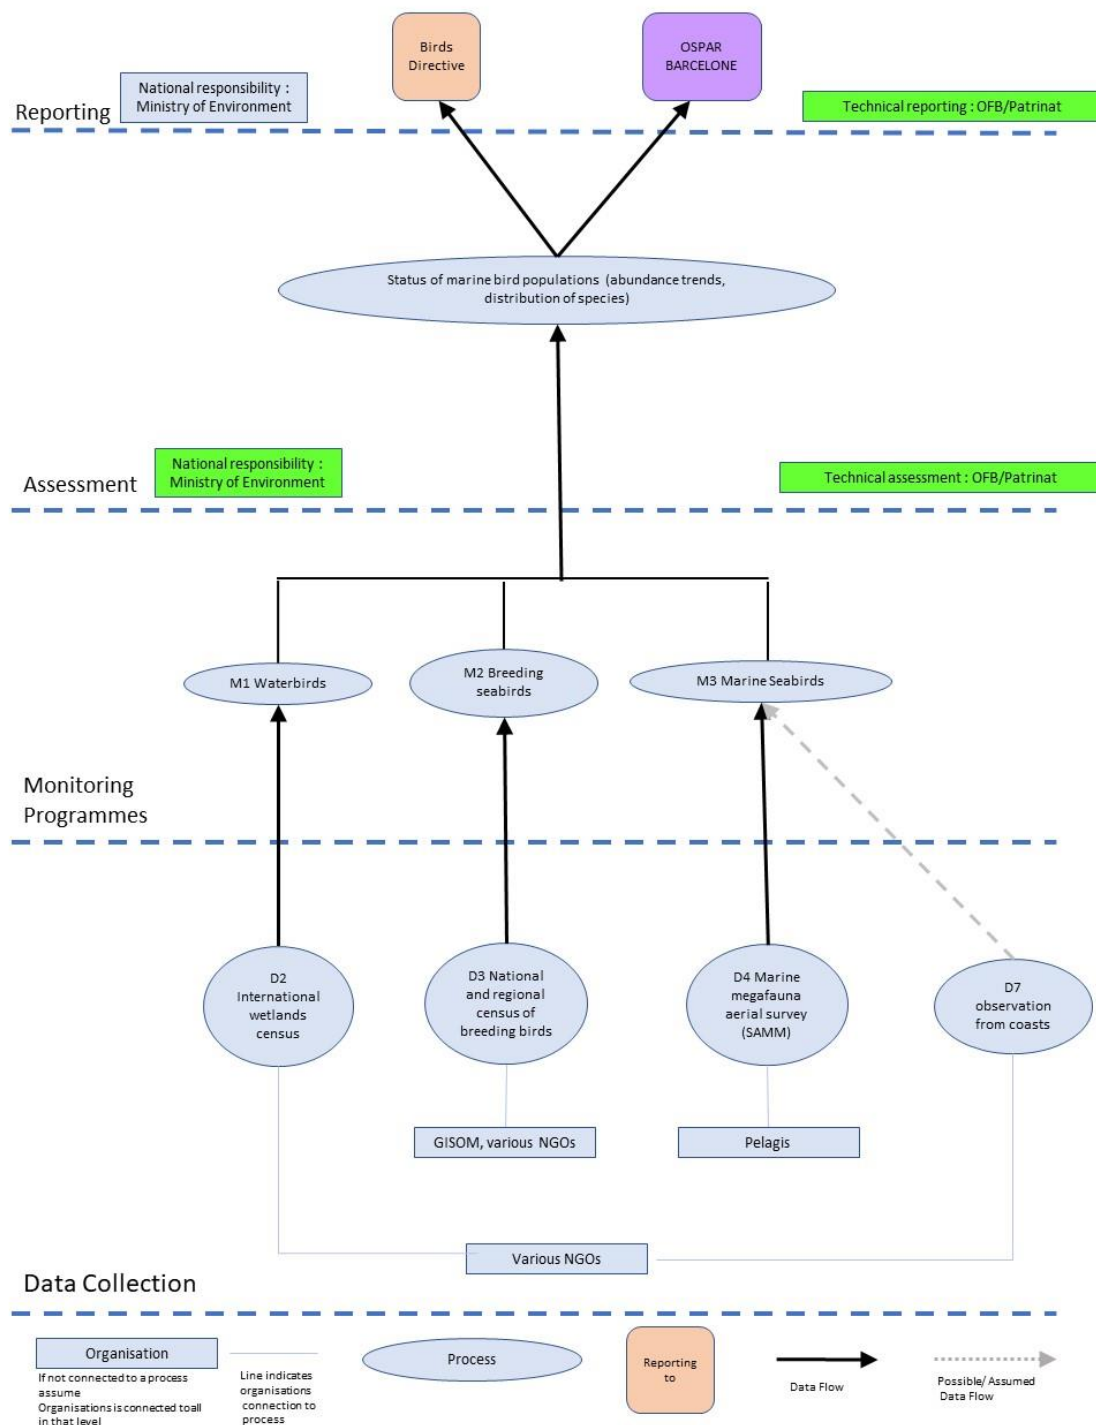 Birds
Directive
OSPAR
BARCELONE
National responsibility :
Ministry of Environment
Reporting
Technical reporting : OFB/Patrinat
Status of marine bird populations (abundance trends,
distribution of species)
National responsibility :
Ministry of Environment
Assessment
Technical assessment : OFB/Patrinat
M1 Waterbirds
M2 Breeding
seabirds
M3 Marine Seabirds
Monitoring
Programmes
D2
International
wetlands
census
D3 National
and regional
census of
breeding birds
D4 Marine
megafauna
aerial survey
(SAMM)
D7
observation
from coasts
GISOM, various NGOs
Pelagis
Various NGOs
Data Collection
Organisation
If not connected to a process
assume
Organisations is connected toall
in that level
Line indicates
organisations
connection to
process
Process
Reporting
to
Data Flow
Possible/ Assumed
Data Flow